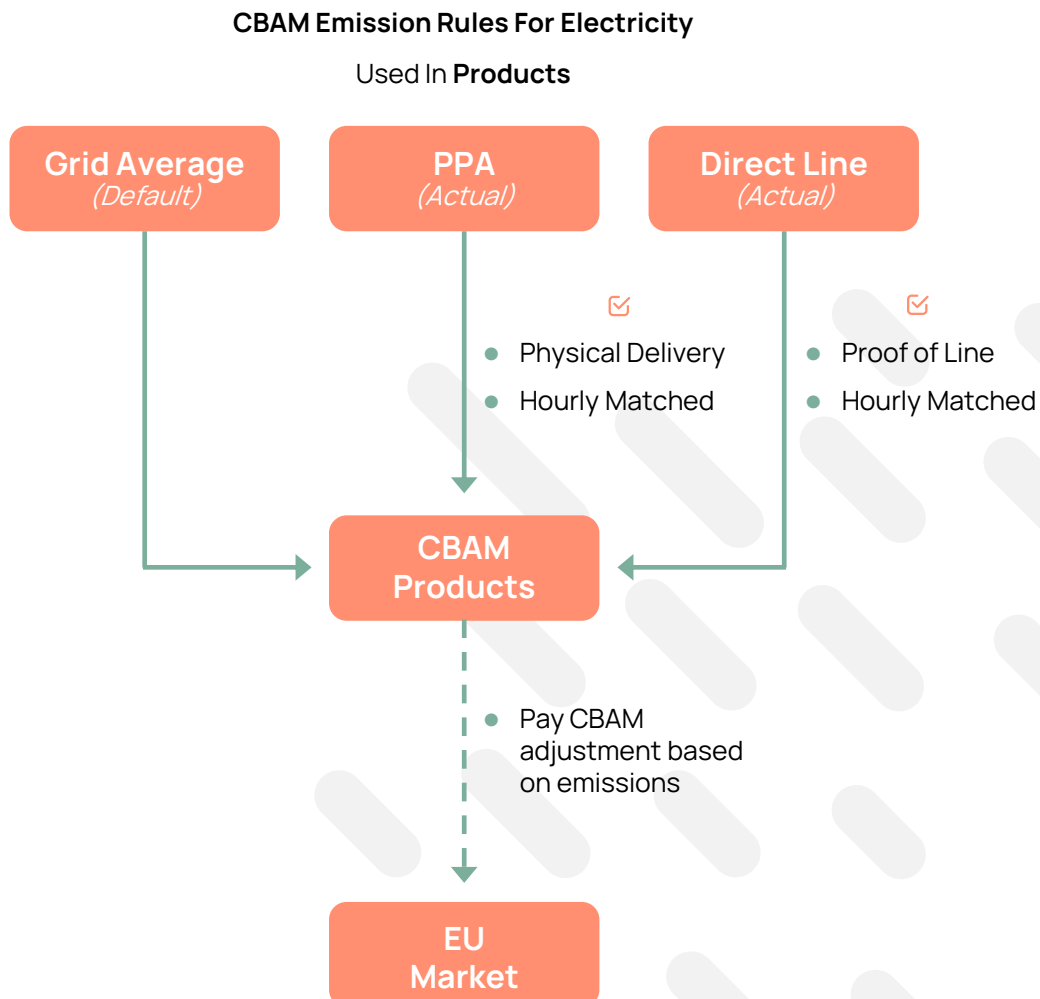 CBAM Emission Rules For Electricity
Used In Products
Grid Average
(Default)
PPA
(Actual)
Direct Line
(Actual)
Physical Delivery
Hourly Matched
Proof of Line
Hourly Matched
CBAM
Products
Pay CBAM
adjustment based
on emissions
EU
Market